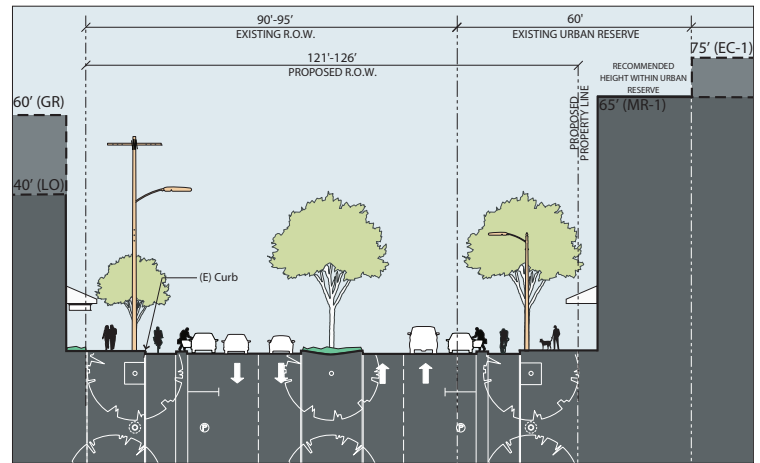 90'-95'
EXISTING R.O.W.
60'
EXISTING URBAN RESERVE
121'-126'
PROPOSED R.O.W.
75' (EC-1)
RECOMMENDED
HEIGHT WITHIN URBAN
RESERVE
60' (GR)
65' (MR-1)
PROPOSED
PROPERTY LINE
40' (LO)
(E) Curb
P
P